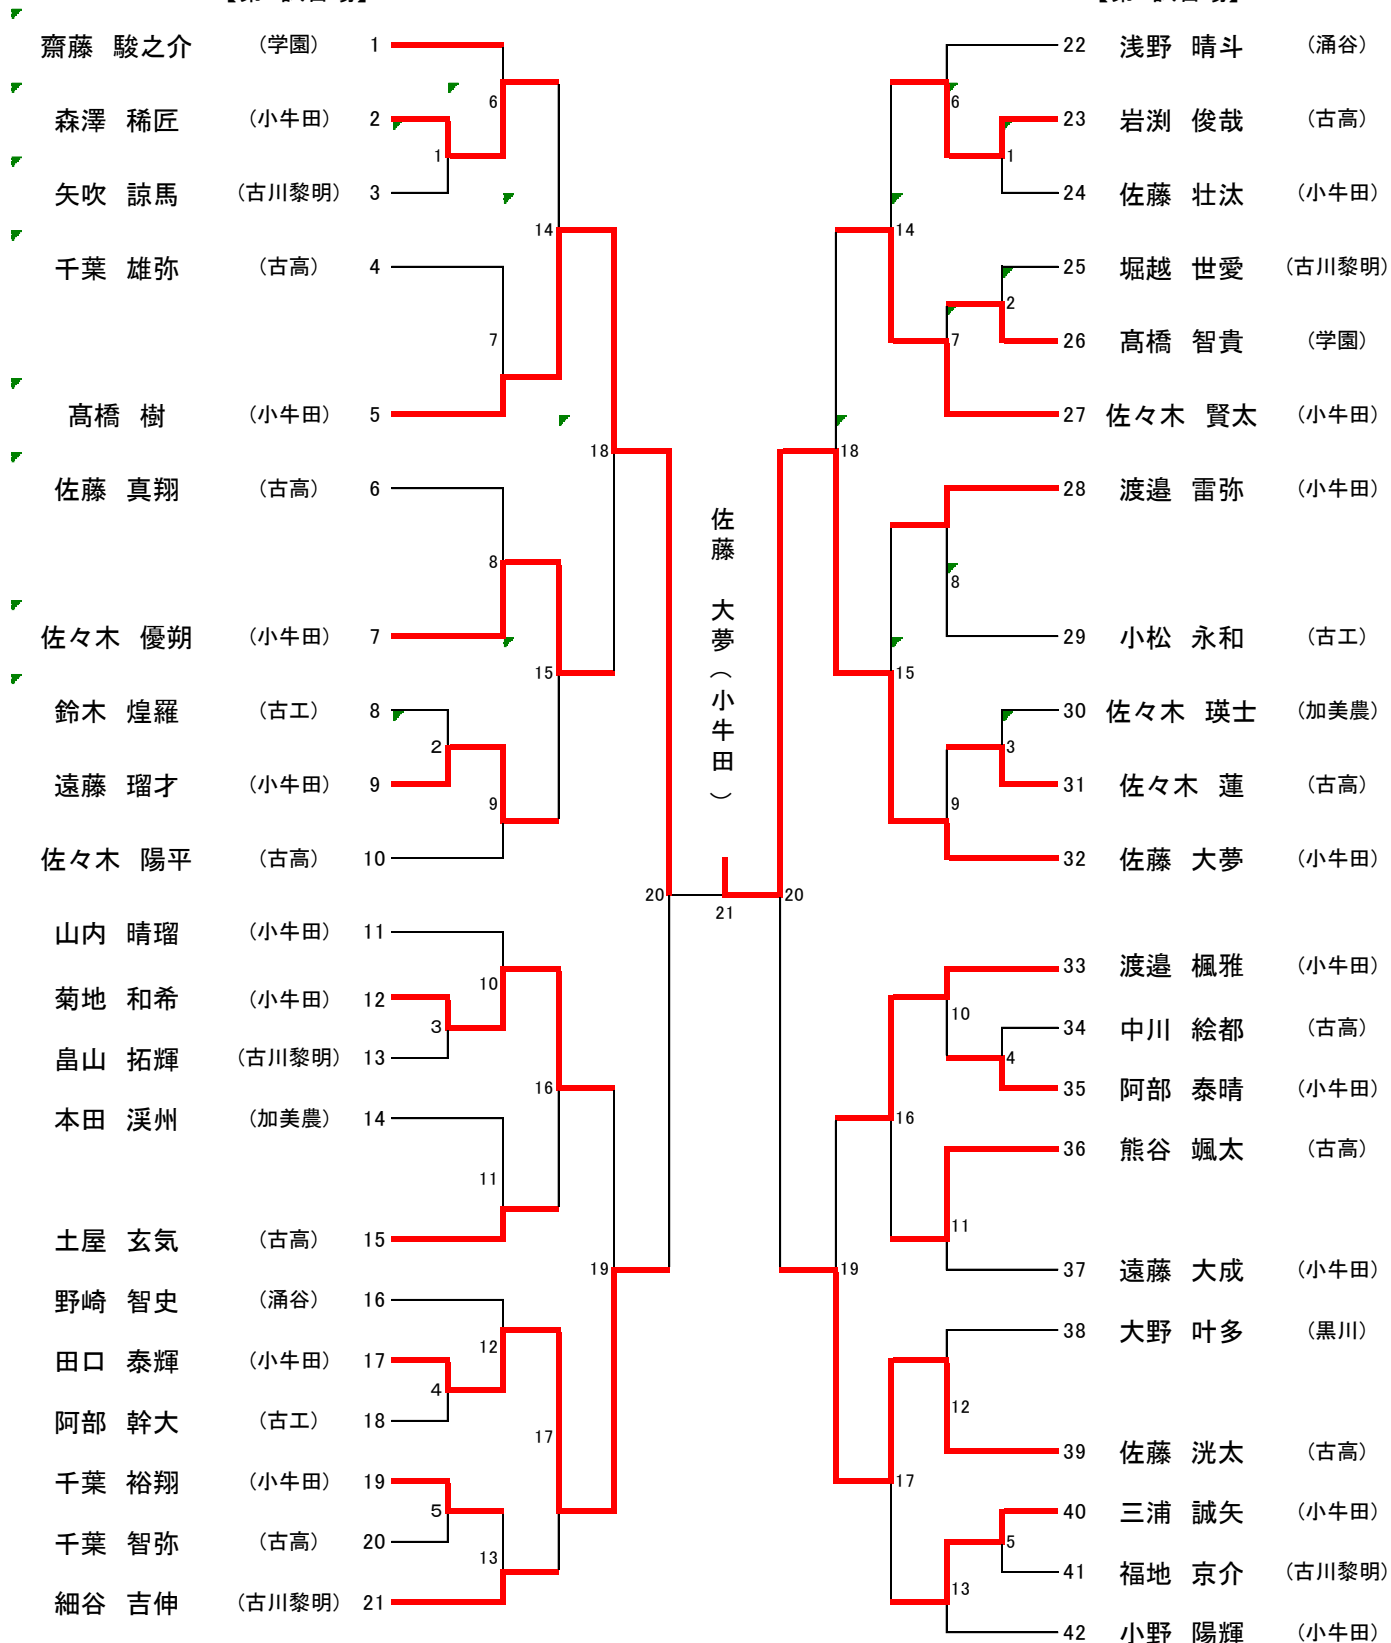 齋藤 駿之介 (学園) 1
森澤 稀匠 (小牛田) 2
矢吹 諒馬 (古川黎明) 3
千葉 雄弥 (古高) 4
髙橋 樹 (小牛田) 5
佐藤 真翔 (古高) 6
佐々木 優朔 (小牛田) 7
鈴木 煌羅 (古工) 8
遠藤 瑠才 (小牛田) 9
佐々木 陽平 (古高) 10
山内 晴瑠 (小牛田) 11
菊地 和希 (小牛田) 12
畠山 拓輝 (古川黎明) 13
本田 渓州 (加美農) 14
土屋 玄気 (古高) 15
野崎 智史 (涌谷) 16
田口 泰輝 (小牛田) 17
阿部 幹大 (古工) 18
千葉 裕翔 (小牛田) 19
千葉 智弥 (古高) 20
細谷 吉伸 (古川黎明) 21
1
2
3
4
5
6
7
8
9
10
11
12
13
14
15
16
17
18
19
20
佐藤 大夢(小牛田)
21
20
18
19
14
15
16
17
6
7
8
9
10
11
12
13
1
2
3
4
5
22 浅野 晴斗 (涌谷)
23 岩渕 俊哉 (古高)
24 佐藤 壮汰 (小牛田)
25 堀越 世愛 (古川黎明)
26 髙橋 智貴 (学園)
27 佐々木 賢太 (小牛田)
28 渡邉 雷弥 (小牛田)
29 小松 永和 (古工)
30 佐々木 瑛士 (加美農)
31 佐々木 蓮 (古高)
32 佐藤 大夢 (小牛田)
33 渡邉 楓雅 (小牛田)
34 中川 絵都 (古高)
35 阿部 泰晴 (小牛田)
36 熊谷 颯太 (古高)
37 遠藤 大成 (小牛田)
38 大野 叶多 (黒川)
39 佐藤 洸太 (古高)
40 三浦 誠矢 (小牛田)
41 福地 京介 (古川黎明)
42 小野 陽輝 (小牛田)